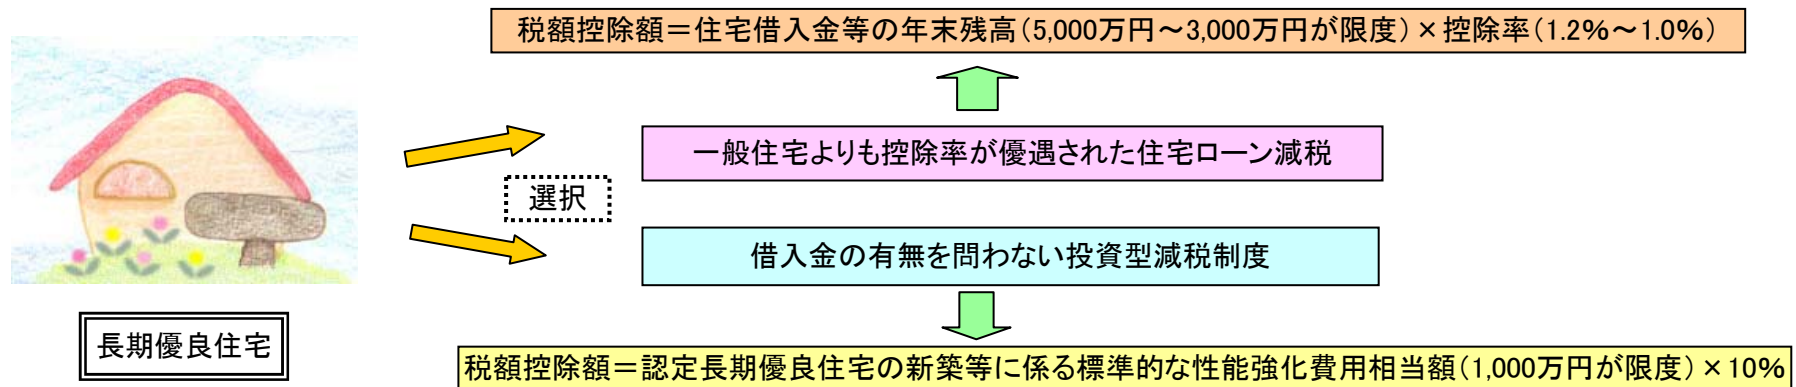 税額控除額＝住宅借入金等の年末残高（5,000万円～3,000万円が限度）×控除率（1.2%～1.0%）
一般住宅よりも控除率が優遇された住宅ローン減税
選択
借入金の有無を問わない投資型減税制度
長期優良住宅
税額控除額＝認定長期優良住宅の新築等に係る標準的な性能強化費用相当額（1,000万円が限度）×10%